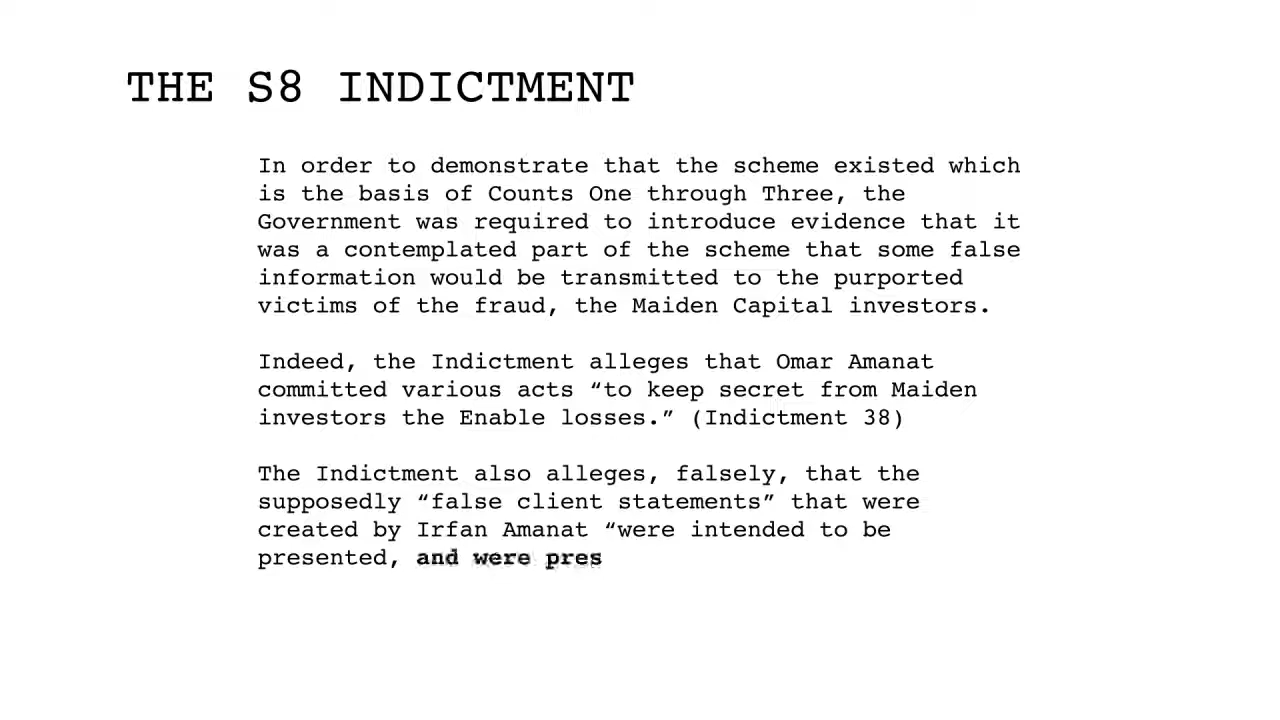 THE S8 INDICTMENT
In order to demonstrate that the scheme existed which
is the basis of Counts One through Three, the
Government was required to introduce evidence that it
was a contemplated part of the scheme that some false
information would be transmitted to the purported
victims of the fraud, the Maiden Capital investors.
Indeed, the Indictment alleges that Omar Amanat
committed various acts “to keep secret from Maiden
investors the Enable losses.” (Indictment 38)
The Indictment also alleges, falsely, that the
supposedly “false client statements” that were
created by Irfan Amanat “were intended to be
presented, and were pres